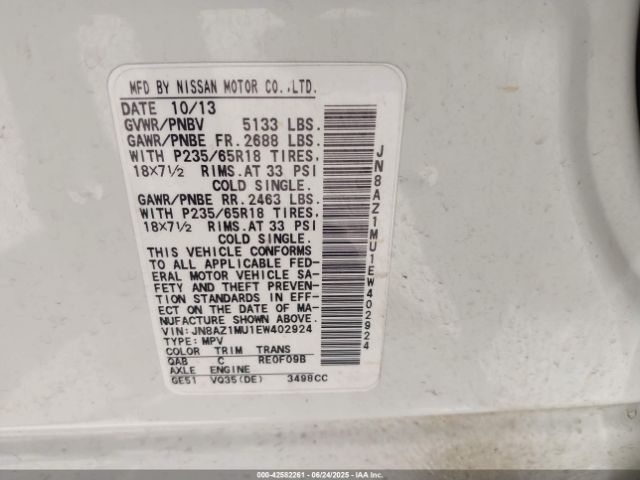 MFD BY NISSAN MOTOR CO.,LTD.
DATE 10/13
GVWR/PNBV 5133 LBS.
GAWR/PNBE FR. 2688 LBS.
WITH P235/65R18 TIRES,
18X7½ RIMS.AT 33 PSI
COLD SINGLE.
GAWR/PNBE RR. 2463 LBS.
WITH P235/65R18 TIRES,
18X7½ RIMS.AT 33 PSI
COLD SINGLE.
THIS VEHICLE CONFORMS
TO ALL APPLICABLE FED-
ERAL MOTOR VEHICLE SA-
FETY AND THEFT PREVEN-
TION STANDARDS IN EFF-
ECT ON THE DATE OF MA-
NUFACTURE SHOWN ABOVE.
VIN:JN8AZ1MU1EW402924
TYPE:MPV
COLOR TRIM TRANS
QAB C RE0F09B
AXLE ENGINE
GE51 VQ35(DE) 3498CC
JN8AZ1MU1EW402924
000-42582261 - 06/24/2025 - IAA Inc.